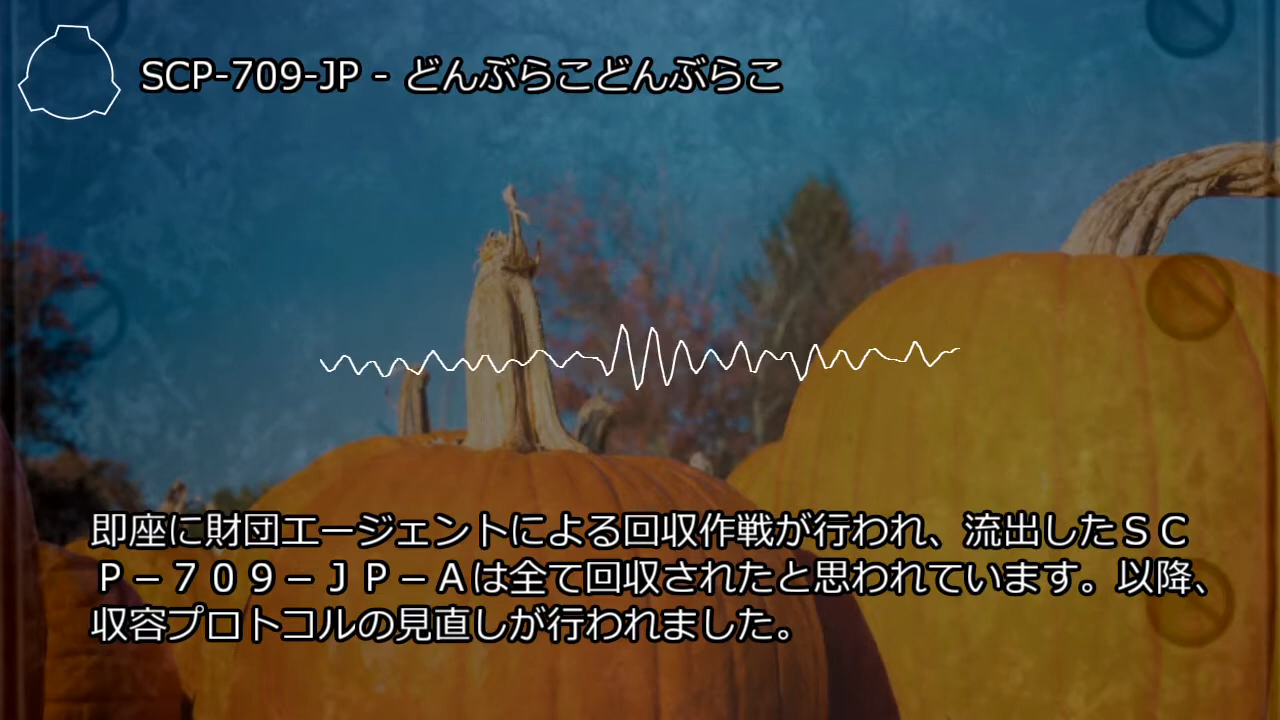 SCP-709-JP - どんぶらこどんぶらこ
即座に財団エージェントによる回収作戦が行われ、流出したＳＣ
Ｐ－７０９－ＪＰ－Ａは全て回収されたと思われています。以降、
収容プロトコルの見直しが行われました。